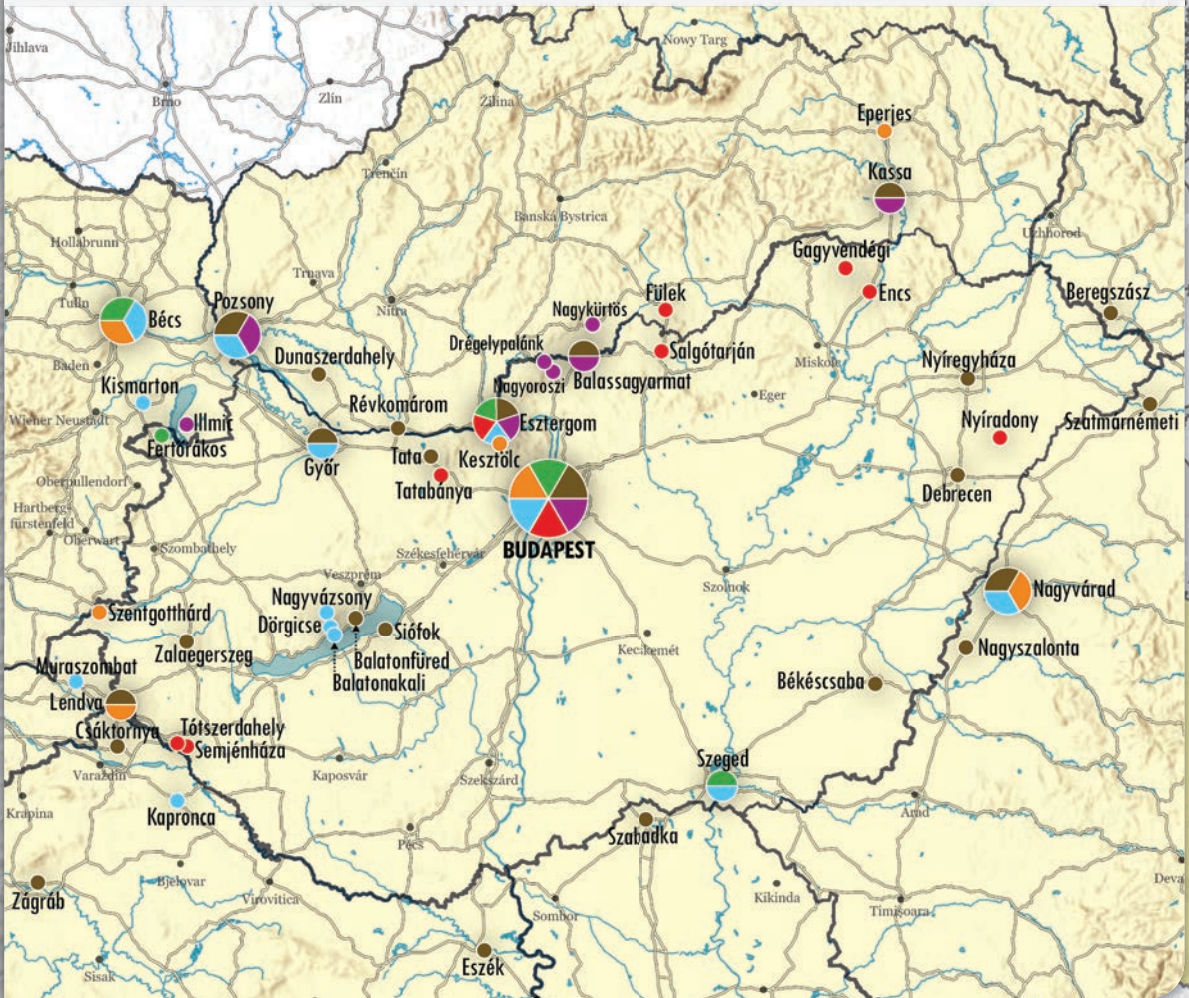 Nowy Targ
Jihlava
Brno
Zlín
Žilina
Eperjes
Trenčín
Kassa
Banská Bystrica
Hollabrunn
Uzhhorod
Gagyvendégi
Trnava
Tulln
Nitra
Encs
Bécs
Pozsony
Fülek
Beregszász
Nagykürtös
Drégelypalánk
Salgótarján
Miskolc
Dunaszerdahely
Baden
Nyíregyháza
Balassagyarmat
Nagyoroszi
Kismarton
Eger
Révkomárom
Wiener Neustadt
Illmic
Esztergom
Nyíradony
Szatmárnémeti
Fertőrákos
Győr
Tata
Kesztölc
Tatabánya
Oberpullendorf
Debrecen
Hartberg-
fürstenfeld
Oberwart
Szombathely
BUDAPEST
Székesfehérvár
Veszprém
Szolnok
Nagyvárad
Nagyvázsony
Szentgotthárd
Dörgicse
Siófok
Zalaegerszeg
Kecskemét
Nagyszalonta
Balatonfüred
Muraszombat
Balatonakali
Békéscsaba
Lendva
Csáktornya
Tótszerdahely
Semjénháza
Szeged
Varaždin
Kaposvár
Szekszárd
Krapina
Kapronca
Arad
Szabadka
Pécs
Deva
Bjelovar
Zágráb
Virovitica
Kikinda
Sombor
Timișoara
Eszék
Sisak